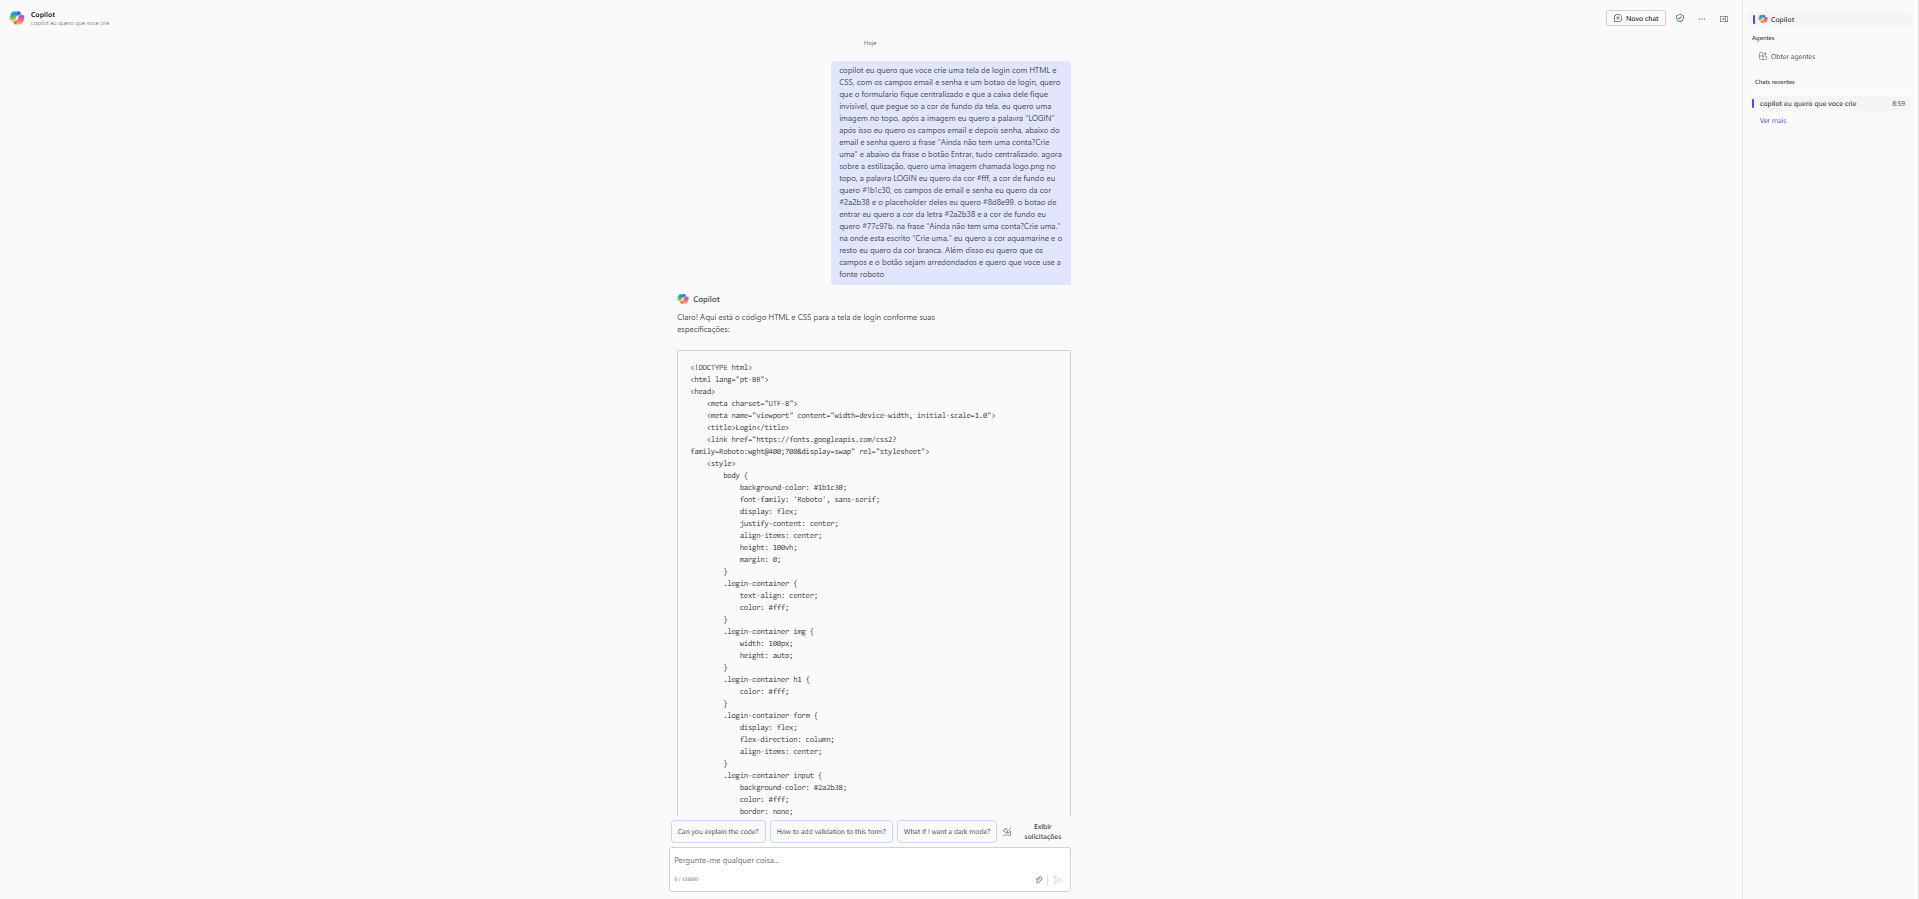 Copilot
copilot eu quero que voce crie
Novo chat
Hoje
copilot eu quero que voce crie uma tela de login com HTML e
CSS, com os campos email e senha e um botao de login, quero
que o formulario fique centralizado e que a caixa dele fique
invisivel, que pegue so a cor de fundo da tela. eu quero uma
imagem no topo, após a imagem eu quero a palavra "LOGIN"
após isso eu quero os campos email e depois senha, abaixo do
email e senha quero a frase "Ainda não tem uma conta?Crie
uma" e abaixo da frase o botão Entrar, tudo centralizado. agora
sobre a estilização, quero uma imagem chamada logo.png no
topo, a palavra LOGIN eu quero da cor #fff, a cor de fundo eu
quero #1b1c30, os campos de email e senha eu quero da cor
#2a2b38 e o placeholder deles eu quero #8d8e99. o botao de
entrar eu quero a cor da letra #2a2b38 e a cor de fundo eu
quero #77c97b. na frase "Ainda não tem uma conta?Crie uma."
na onde esta escrito "Crie uma." eu quero a cor aquamarine e o
resto eu quero da cor branca. Além disso eu quero que os
campos e o botão sejam arredondados e quero que voce use a
fonte roboto
Copilot
Claro! Aqui está o código HTML e CSS para a tela de login conforme suas
especificações:
<!DOCTYPE html>
<html lang="pt-BR">
<head>
    <meta charset="UTF-8">
    <meta name="viewport" content="width=device-width, initial-scale=1.0">
    <title>Login</title>
    <link href="https://fonts.googleapis.com/css2?
family=Roboto:wght@400;700&display=swap" rel="stylesheet">
    <style>
        body {
            background-color: #1b1c30;
            font-family: 'Roboto', sans-serif;
            display: flex;
            justify-content: center;
            align-items: center;
            height: 100vh;
            margin: 0;
        }
        .login-container {
            text-align: center;
            color: #fff;
        }
        .login-container img {
            width: 100px;
            height: auto;
        }
        .login-container h1 {
            color: #fff;
        }
        .login-container form {
            display: flex;
            flex-direction: column;
            align-items: center;
        }
        .login-container input {
            background-color: #2a2b38;
            color: #fff;
            border: none;
Can you explain the code?
How to add validation to this form?
What if I want a dark mode?
Exibir
solicitações
Pergunte-me qualquer coisa...
0 / 128000
Copilot
Agentes
Obter agentes
Chats recentes
copilot eu quero que voce crie
8:59
Ver mais